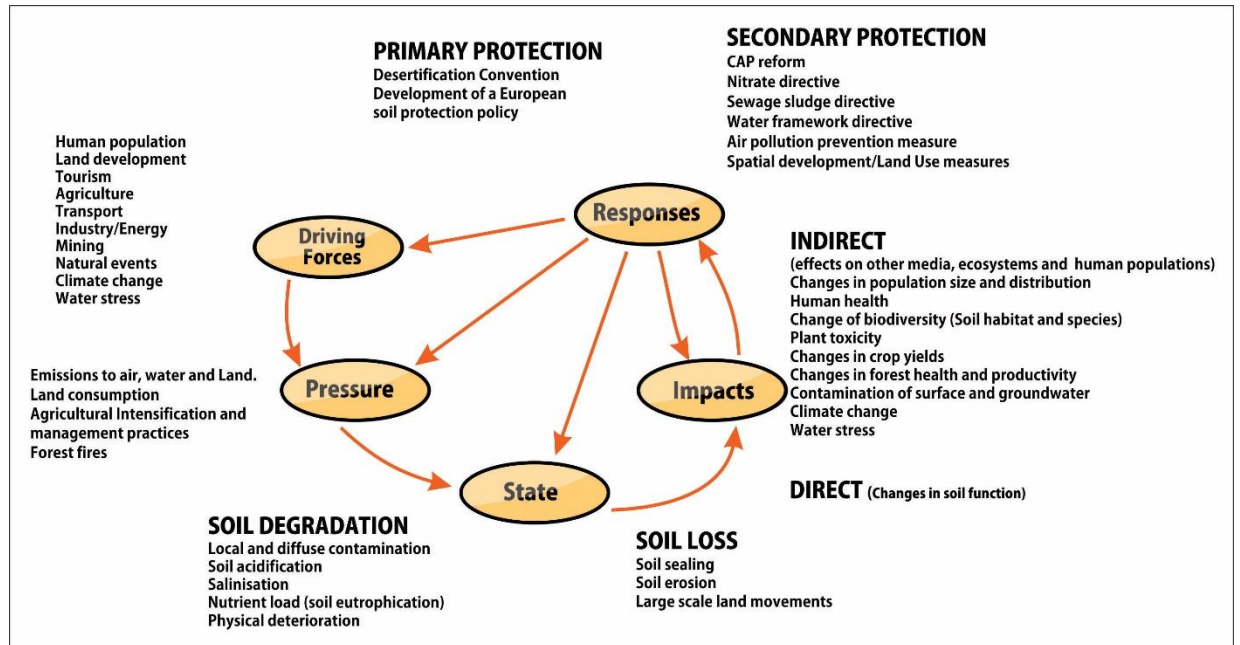 PRIMARY PROTECTION
Desertification Convention
Development of a European
soil protection policy
SECONDARY PROTECTION
CAP reform
Nitrate directive
Sewage sludge directive
Water framework directive
Air pollution prevention measure
Spatial development/Land Use measures
Human population
Land development
Tourism
Agriculture
Transport
Industry/Energy
Mining
Natural events
Climate change
Water stress
Responses
Driving
Forces
INDIRECT
(effects on other media, ecosystems and human populations)
Changes in population size and distribution
Human health
Change of biodiversity (Soil habitat and species)
Plant toxicity
Changes in crop yields
Changes in forest health and productivity
Contamination of surface and groundwater
Climate change
Water stress
Emissions to air, water and Land.
Land consumption
Agricultural Intensification and
management practices
Forest fires
Pressure
Impacts
State
DIRECT (Changes in soil function)
SOIL DEGRADATION
Local and diffuse contamination
Soil acidification
Salinisation
Nutrient load (soil eutrophication)
Physical deterioration
SOIL LOSS
Soil sealing
Soil erosion
Large scale land movements